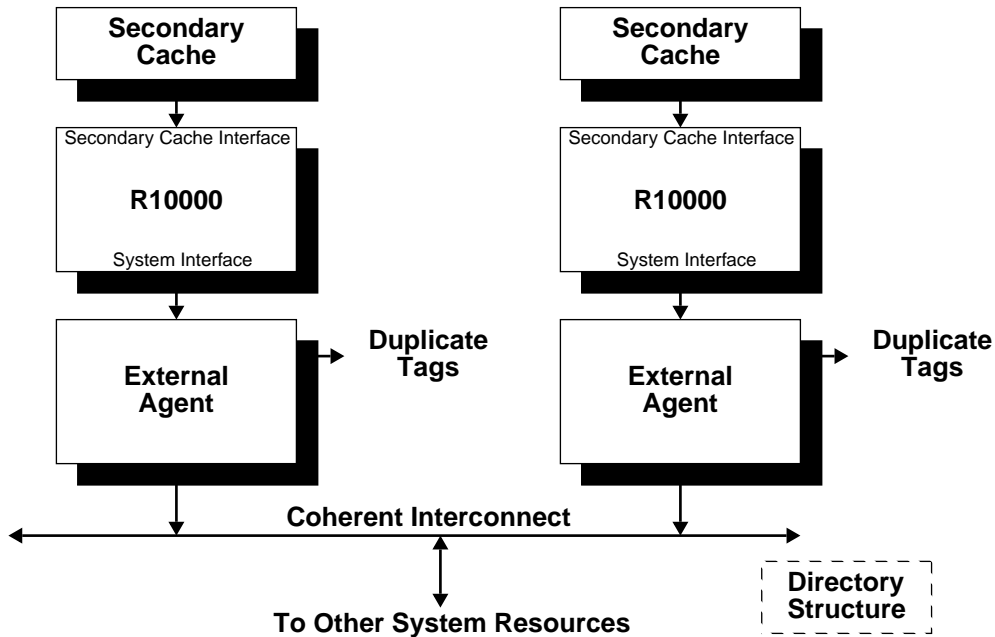 Secondary
Cache
Secondary Cache Interface
R10000
System Interface
External
Agent
Duplicate
Tags
Secondary
Cache
Secondary Cache Interface
R10000
System Interface
External
Agent
Duplicate
Tags
Coherent Interconnect
To Other System Resources
Directory
Structure